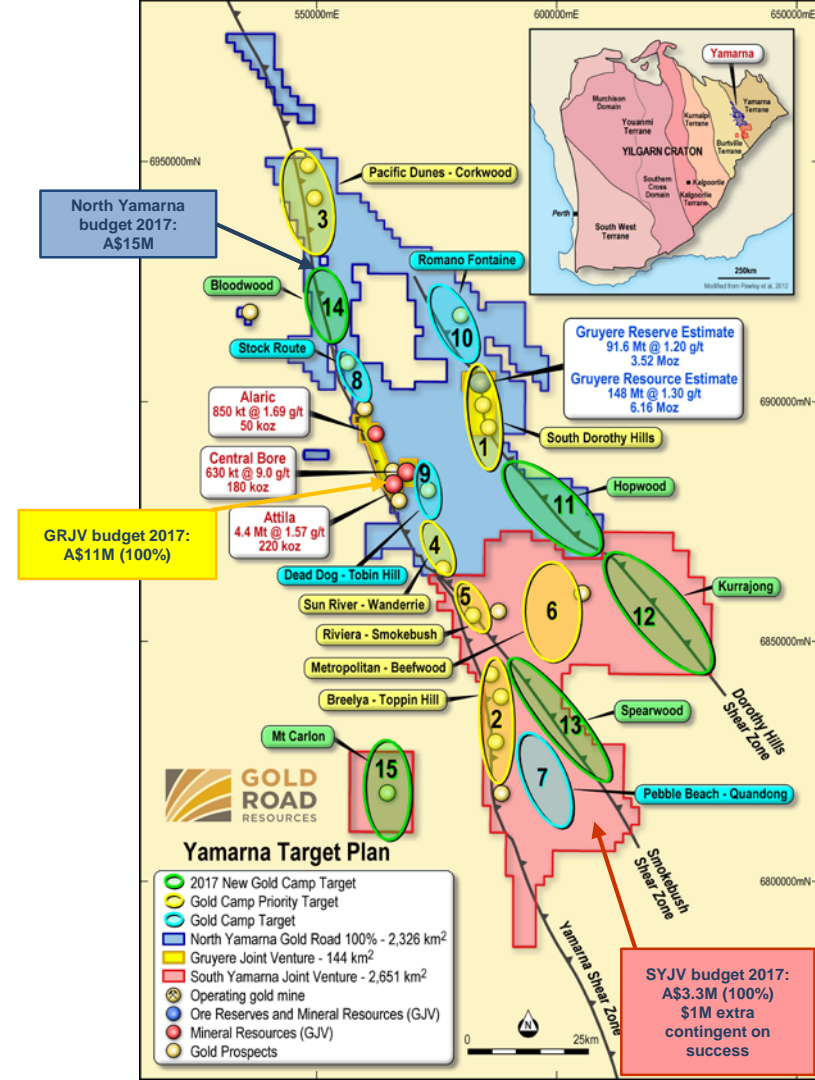 550000mE
600000mE
650000mE
6950000mN
6900000mN
6850000mN
6800000mN
Yamarna
Murchison
Domain
Youanmi
Terrane
Kurnalpi
Terrane
Yamarna
Terrane
Burtville
Terrane
YILGARN CRATON
Southern
Cross
Domain
Kalgoorlie
Kalgoorlie
Terrane
Perth
South West
Terrane
250km
Modified from Pawley et al, 2012
North Yamarna
budget 2017:
A$15M
Pacific Dunes - Corkwood
3
Romano Fontaine
Bloodwood
14
10
Stock Route
8
Gruyere Reserve Estimate
91.6 Mt @ 1.20 g/t
3.52 Moz
Gruyere Resource Estimate
148 Mt @ 1.30 g/t
6.16 Moz
Alaric
850 kt @ 1.69 g/t
50 koz
1
South Dorothy Hills
Central Bore
630 kt @ 9.0 g/t
180 koz
9
Hopwood
11
Attila
4.4 Mt @ 1.57 g/t
220 koz
GRJV budget 2017:
A$11M (100%)
4
Dead Dog - Tobin Hill
Kurrajong
Sun River - Wanderrie
5
6
12
Riviera - Smokebush
Metropolitan - Beefwood
Breelya - Toppin Hill
2
13
Spearwood
Dorothy Hills
Shear Zone
Mt Carlon
15
7
Pebble Beach - Quandong
GOLD
ROAD
RESOURCES
Smokebush
Shear Zone
Yamarna Shear Zone
Yamarna Target Plan
2017 New Gold Camp Target
Gold Camp Priority Target
Gold Camp Target
North Yamarna Gold Road 100% - 2,326 km²
Gruyere Joint Venture - 144 km²
South Yamarna Joint Venture - 2,651 km²
Operating gold mine
Ore Reserves and Mineral Resources (GJV)
Mineral Resources (GJV)
Gold Prospects
N
0
25km
SYJV budget 2017:
A$3.3M (100%)
$1M extra
contingent on
success